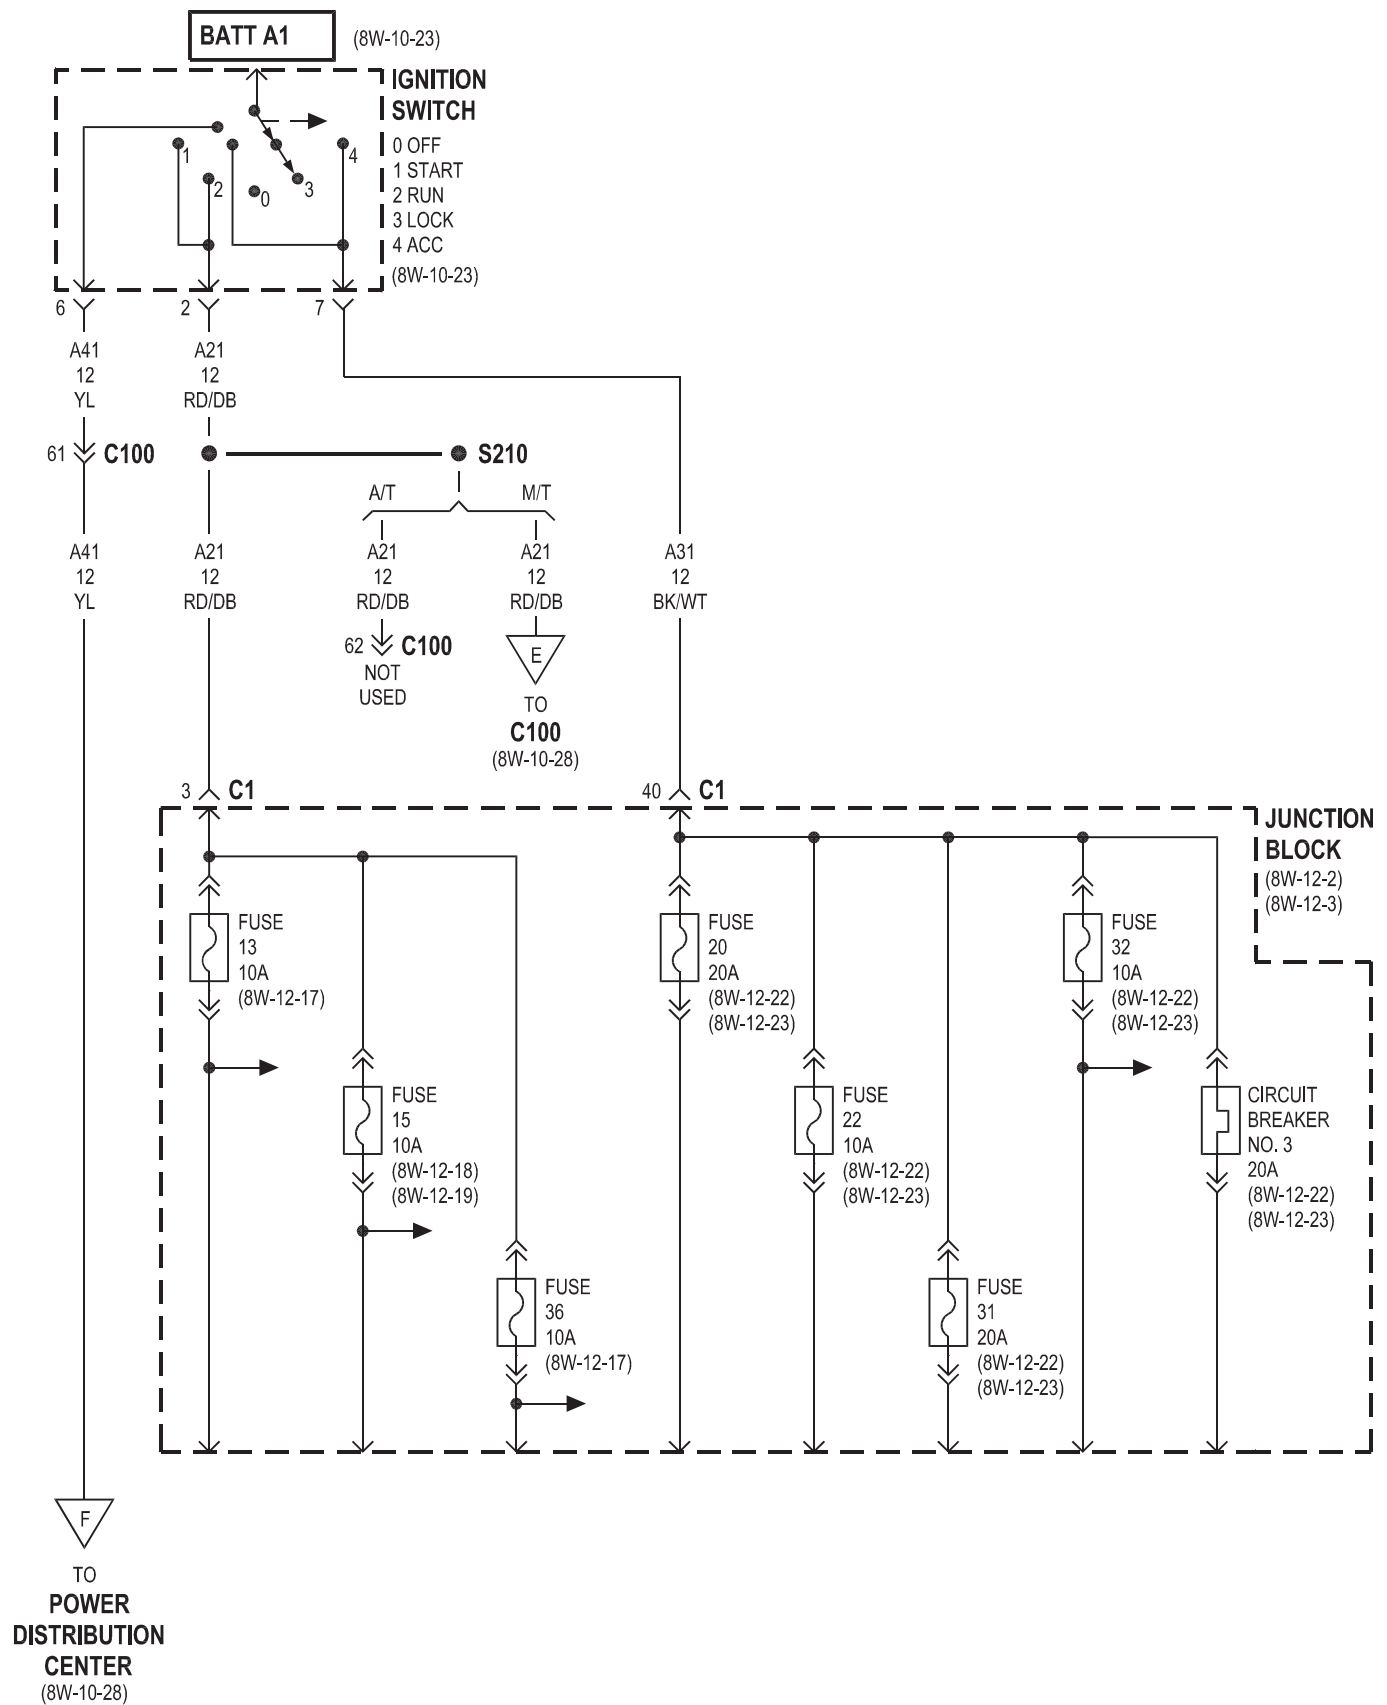 BATT A1
(8W-10-23)
IGNITION
SWITCH
0 OFF
1 START
2 RUN
3 LOCK
4 ACC
(8W-10-23)
1
2
0
3
4
6
2
7
A41
12
YL
A21
12
RD/DB
61
C100
S210
A/T
M/T
A41
12
YL
A21
12
RD/DB
A21
12
RD/DB
A21
12
RD/DB
A31
12
BK/WT
62
C100
NOT
USED
E
TO
C100
(8W-10-28)
3
C1
40
C1
JUNCTION
BLOCK
(8W-12-2)
(8W-12-3)
FUSE
13
10A
(8W-12-17)
FUSE
20
20A
(8W-12-22)
(8W-12-23)
FUSE
32
10A
(8W-12-22)
(8W-12-23)
FUSE
15
10A
(8W-12-18)
(8W-12-19)
FUSE
22
10A
(8W-12-22)
(8W-12-23)
CIRCUIT
BREAKER
NO. 3
20A
(8W-12-22)
(8W-12-23)
FUSE
36
10A
(8W-12-17)
FUSE
31
20A
(8W-12-22)
(8W-12-23)
F
TO
POWER
DISTRIBUTION
CENTER
(8W-10-28)